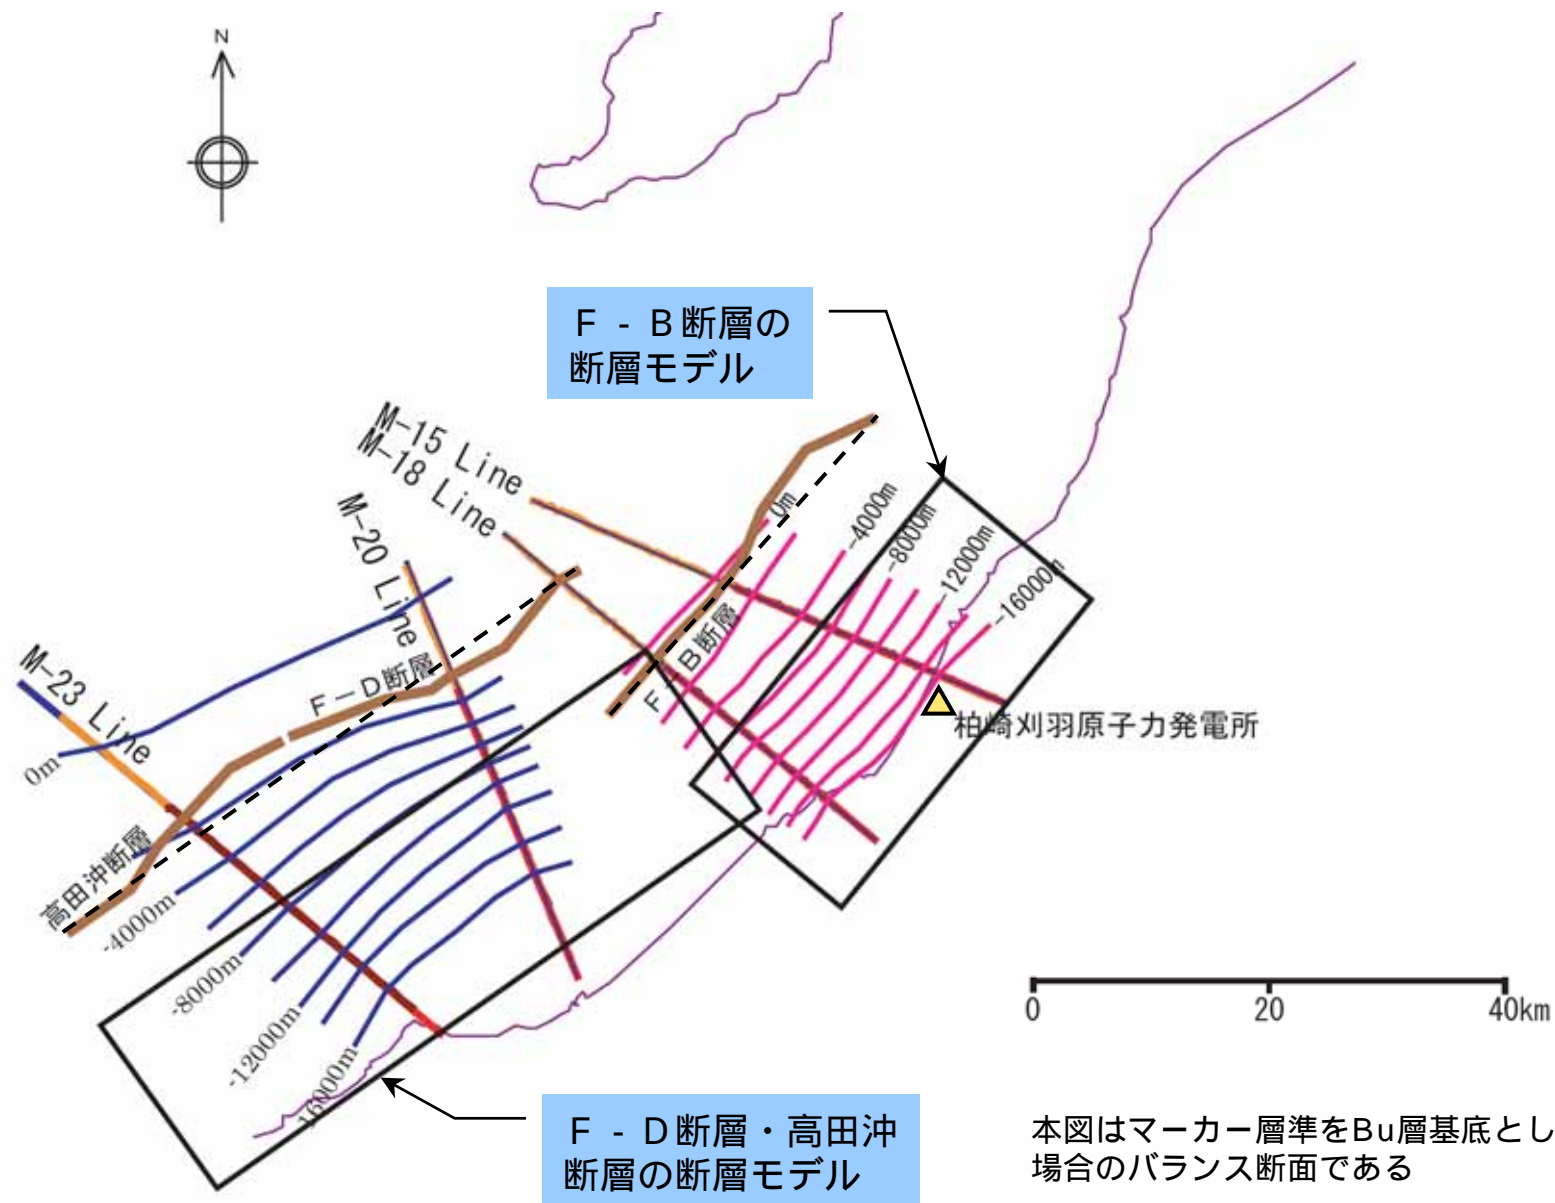 N
F - B断層の
断層モデル
M-15 Line
M-18 Line
M-20 Line
M-23 Line
0m
-4000m
-8000m
-12000m
-16000m
F-B断層
F-D断層
高田沖断層
柏崎刈羽原子力発電所
0m
-4000m
-8000m
-12000m
-16000m
0 20 40km
F - D断層・高田沖
断層の断層モデル
本図はマーカー層準をBu層基底とし
場合のバランス断面である